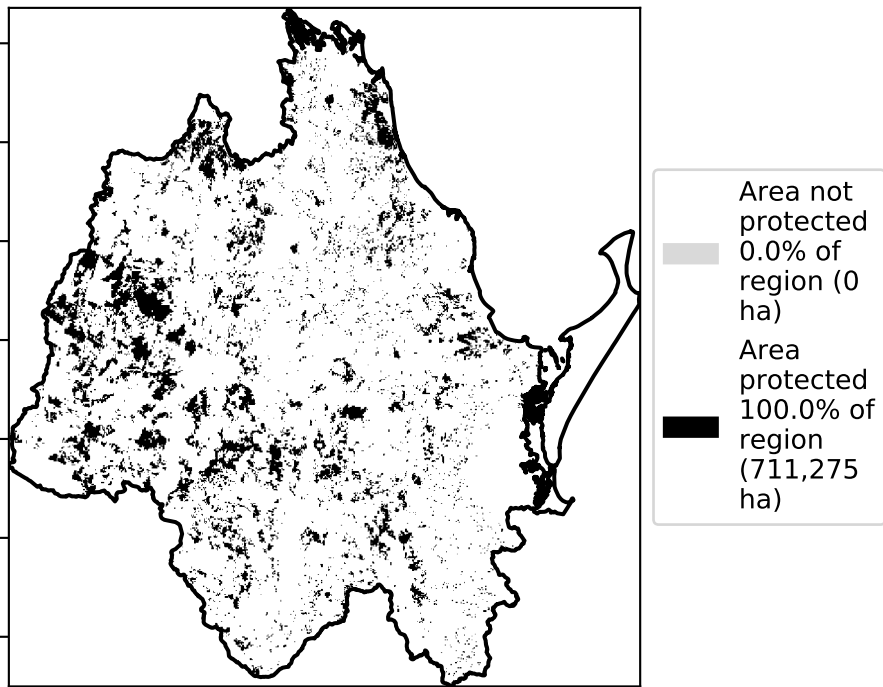 Area not
protected
0.0% of
region (0
ha)
Area
protected
100.0% of
region
(711,275
ha)